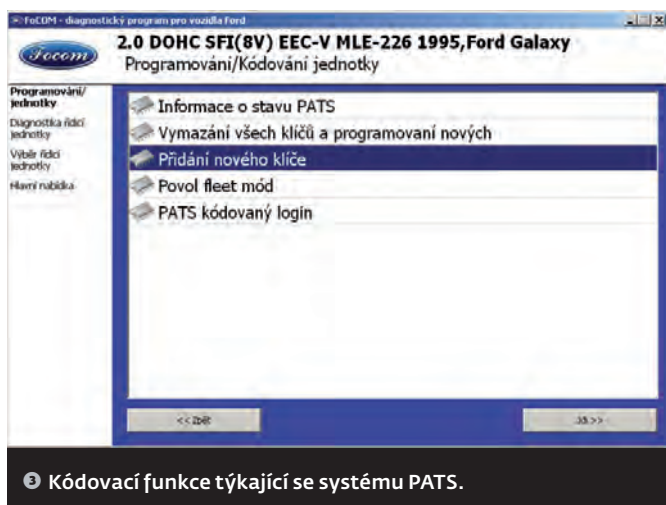 FoCOM - diagnostický program pro vozidla Ford
Focom
2.0 DOHC SFI(8V) EEC-V MLE-226 1995,Ford Galaxy
Programování/Kódování jednotky
Programování/
jednotky
Diagnostika řídicí
jednotky
Výběr řídicí
jednotky
Hlavní nabídka
Informace o stavu PATS
Vymazání všech klíčů a programovaní nových
Přidání nového klíče
Povol fleet mód
PATS kódovaný login
<< Zpět
>>
3 Kódovací funkce týkající se systému PATS.